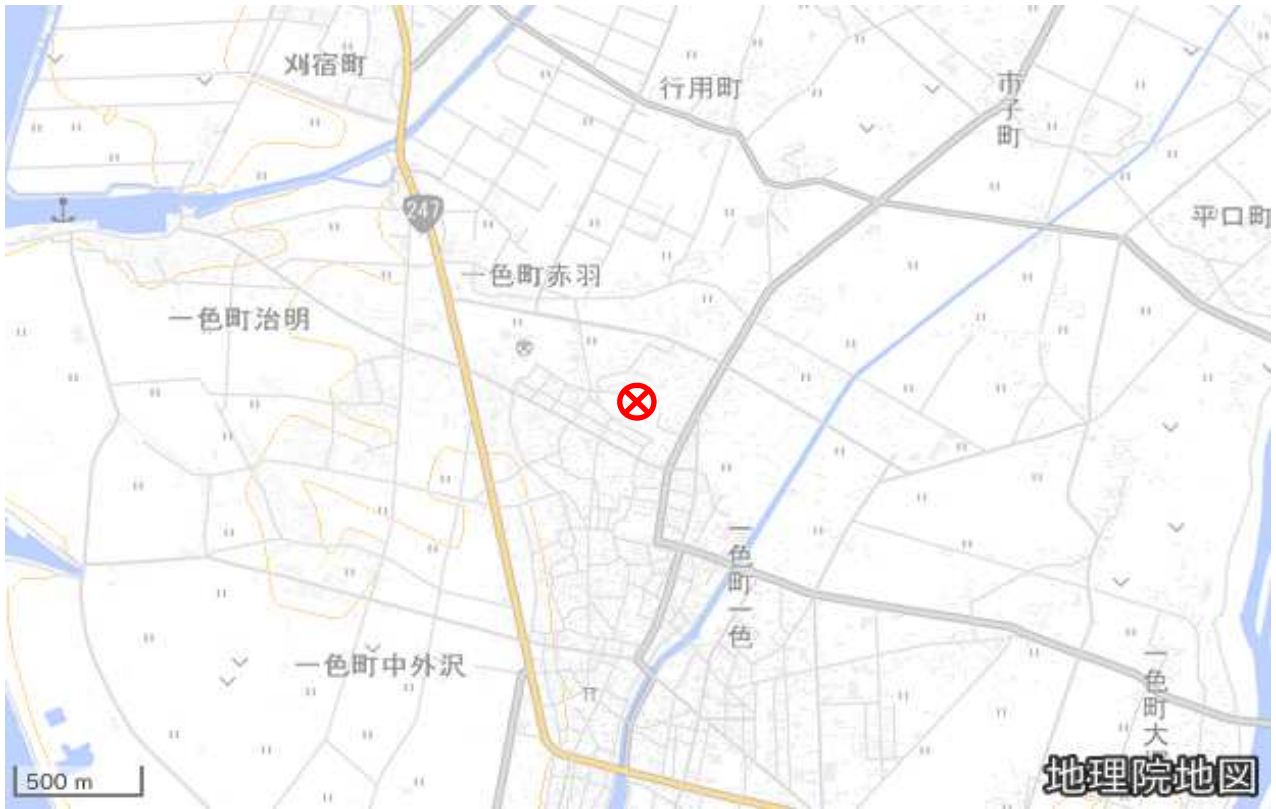 刈宿町
行用町
市子町
247
平口町
一色町赤羽
一色町治明
一色町一色
一色町中外沢
一色町大
500 m
地理院地図